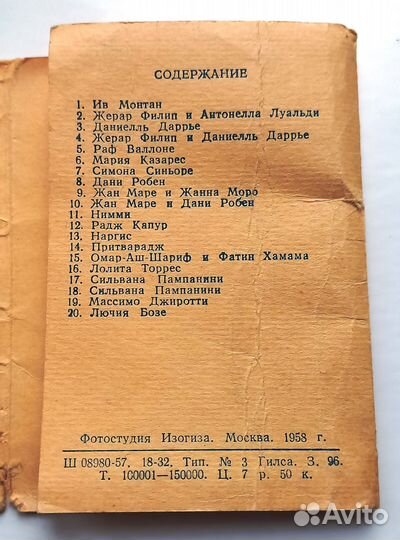 СОДЕРЖАНИЕ
1. Ив Монтан
2. Жерар Филип и Антонелла Луальди
3. Даниелль Даррье
4. Жерар Филип и Даниелль Даррье
5. Раф Валлоне
6. Мария Казарес
7. Симона Синьоре
8. Дани Робен
9. Жан Маре и Жанна Моро
10. Жан Маре и Дани Робен
11. Нимми
12. Радж Капур
13. Наргис
14. Притварадж
15. Омар-Аш-Шариф и Фатин Хамама
16. Лолита Торрес
17. Сильвана Пампанини
18. Сильвана Пампанини
19. Массимо Джиротти
20. Лючия Бозе
Фотостудия Изогиза. Москва. 1958 г.
Ш 08980-57. 18-32. Тип. № 3 Гилса. З. 96.
Т. 100001—150000. Ц. 7 р. 50 к.
Avito